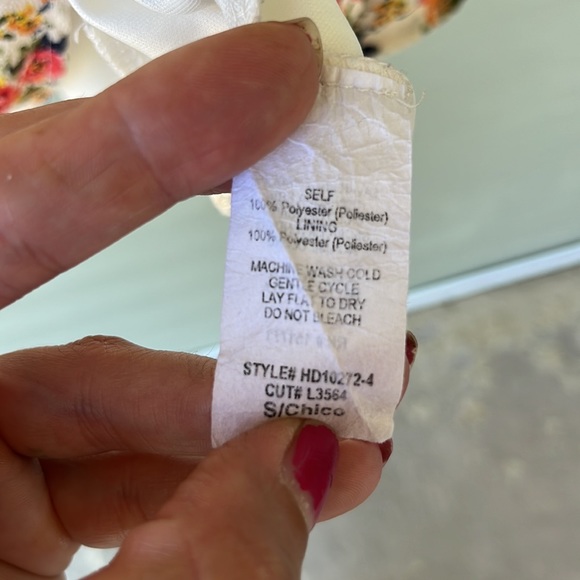 SELF
100% Polyester (Poliester)
LINING
100% Polyester (Poliester)
MACHINE WASH COLD
GENTLE CYCLE
LAY FLAT TO DRY
DO NOT BLEACH
STYLE# HD10272-4
CUT# L3564
S/Chico